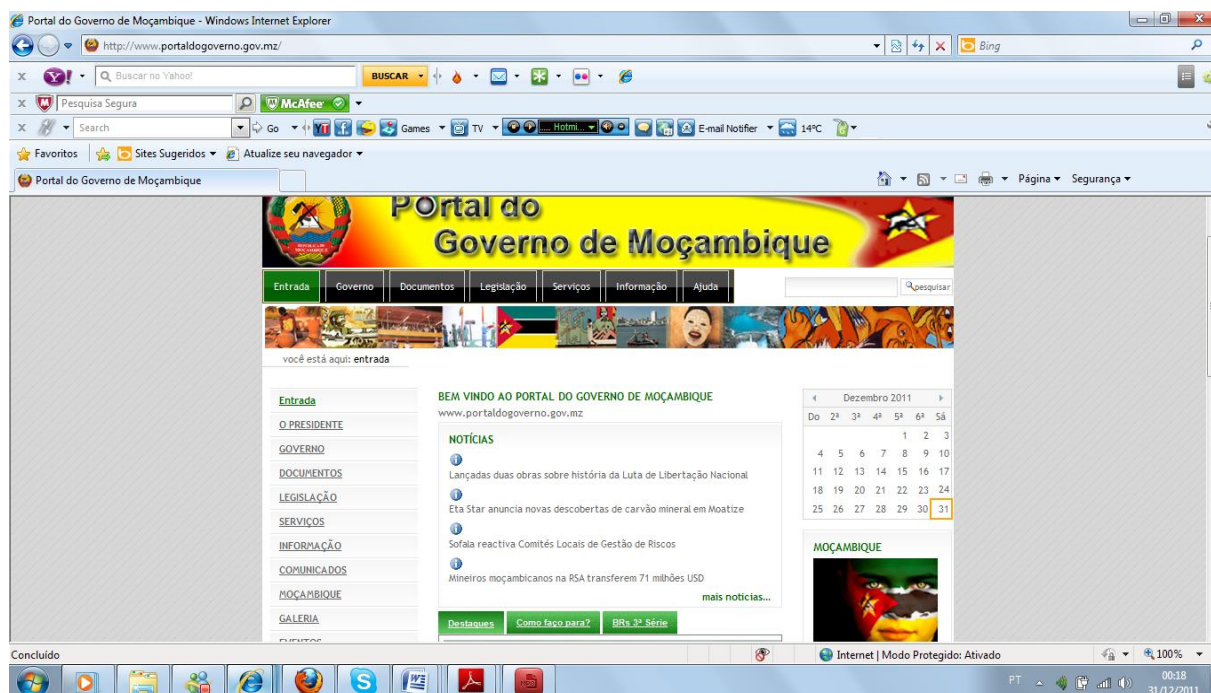 Portal do Governo de Moçambique - Windows Internet Explorer
http://www.portaldogoverno.gov.mz/
Bing
Buscar no Yahoo!
BUSCAR
Pesquisa Segura
McAfee
Search
Go
Games
TV
Hotmi...
E-mail Notifier
14ºC
Favoritos
Sites Sugeridos
Atualize seu navegador
Portal do Governo de Moçambique
Página
Segurança
Portal do
Governo de Moçambique
Entrada
Governo
Documentos
Legislação
Serviços
Informação
Ajuda
pesquisar
você está aqui: entrada
Entrada
O PRESIDENTE
GOVERNO
DOCUMENTOS
LEGISLAÇÃO
SERVIÇOS
INFORMAÇÃO
COMUNICADOS
MOÇAMBIQUE
GALERIA
EVENTOS
BEM VINDO AO PORTAL DO GOVERNO DE MOÇAMBIQUE
www.portaldogoverno.gov.mz
NOTÍCIAS
Lançadas duas obras sobre história da Luta de Libertação Nacional
Eta Star anuncia novas descobertas de carvão mineral em Moatize
Sofala reactiva Comités Locais de Gestão de Riscos
Mineiros moçambicanos na RSA transferem 71 milhões USD
mais noticias...
Destaques
Como faço para?
BRs 3ª Série
Dezembro 2011
Do 2ª 3ª 4ª 5ª 6ª Sá
1 2 3
4 5 6 7 8 9 10
11 12 13 14 15 16 17
18 19 20 21 22 23 24
25 26 27 28 29 30 31
MOÇAMBIQUE
Concluído
Internet | Modo Protegido: Ativado
100%
PT
00:18
31/12/2011